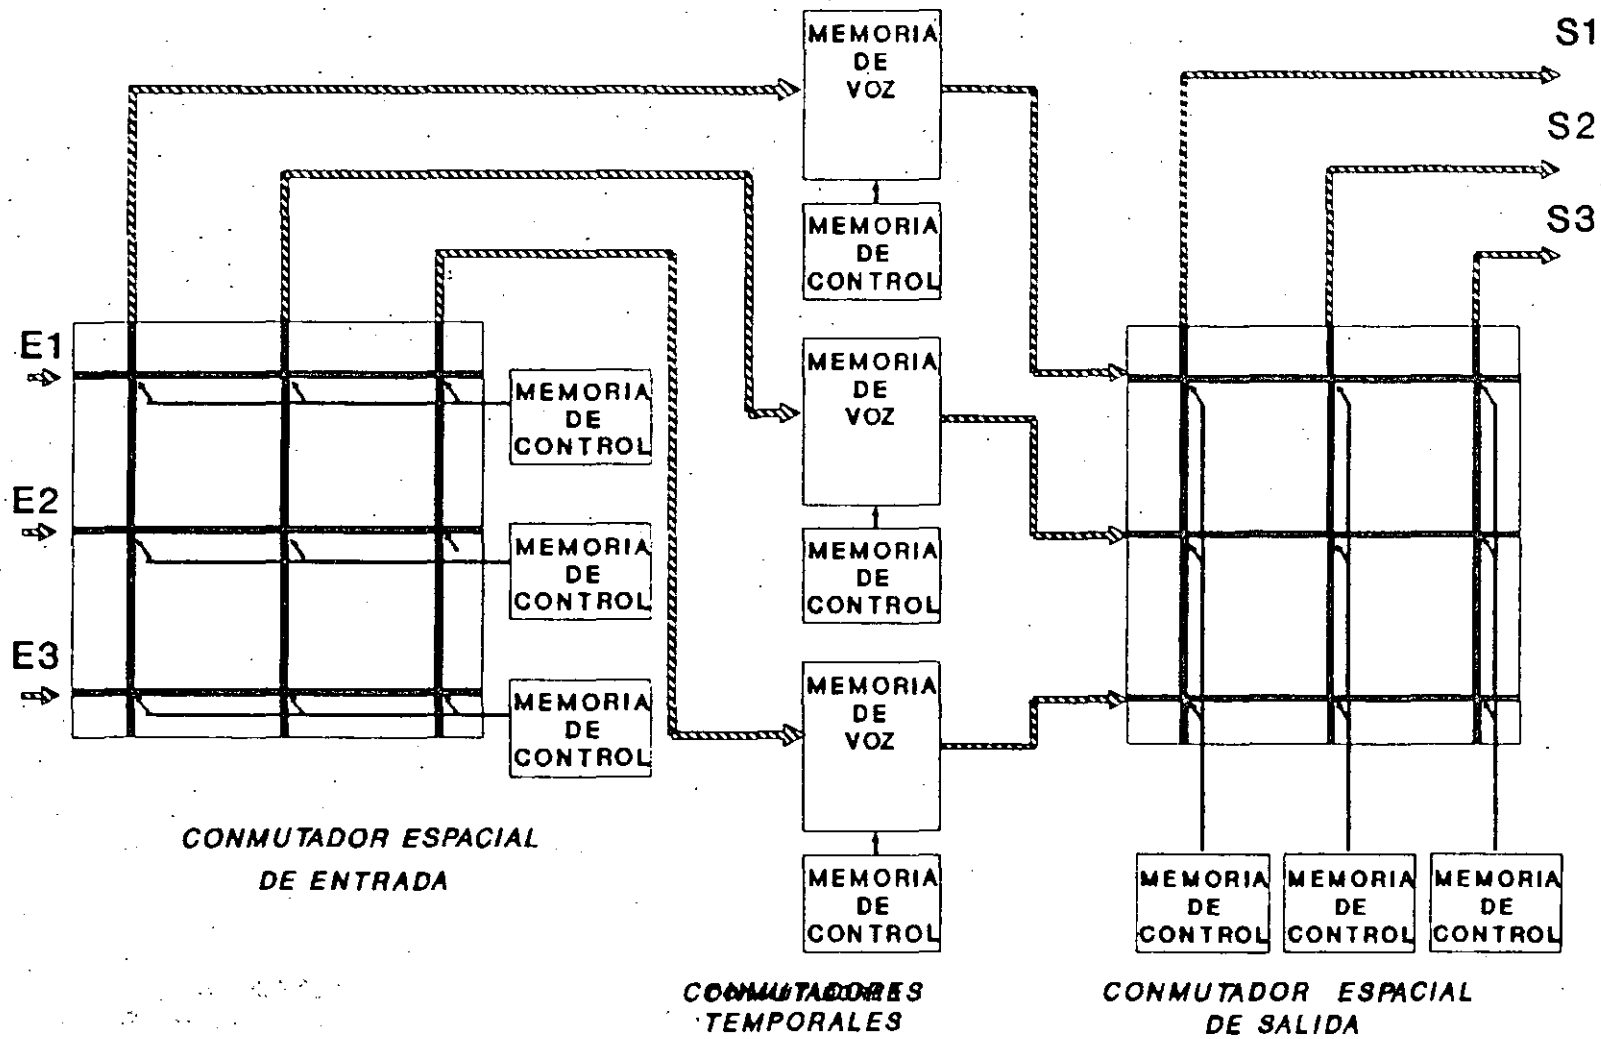 S1
S2
S3
MEMORIA
DE
VOZ
MEMORIA
DE
CONTROL
E1
E2
E3
MEMORIA
DE
CONTROL
MEMORIA
DE
CONTROL
MEMORIA
DE
CONTROL
CONMUTADOR ESPACIAL
DE ENTRADA
MEMORIA
DE
VOZ
MEMORIA
DE
CONTROL
MEMORIA
DE
VOZ
MEMORIA
DE
CONTROL
CONMUTADORES
TEMPORALES
MEMORIA
DE
CONTROL
MEMORIA
DE
CONTROL
MEMORIA
DE
CONTROL
CONMUTADOR ESPACIAL
DE SALIDA